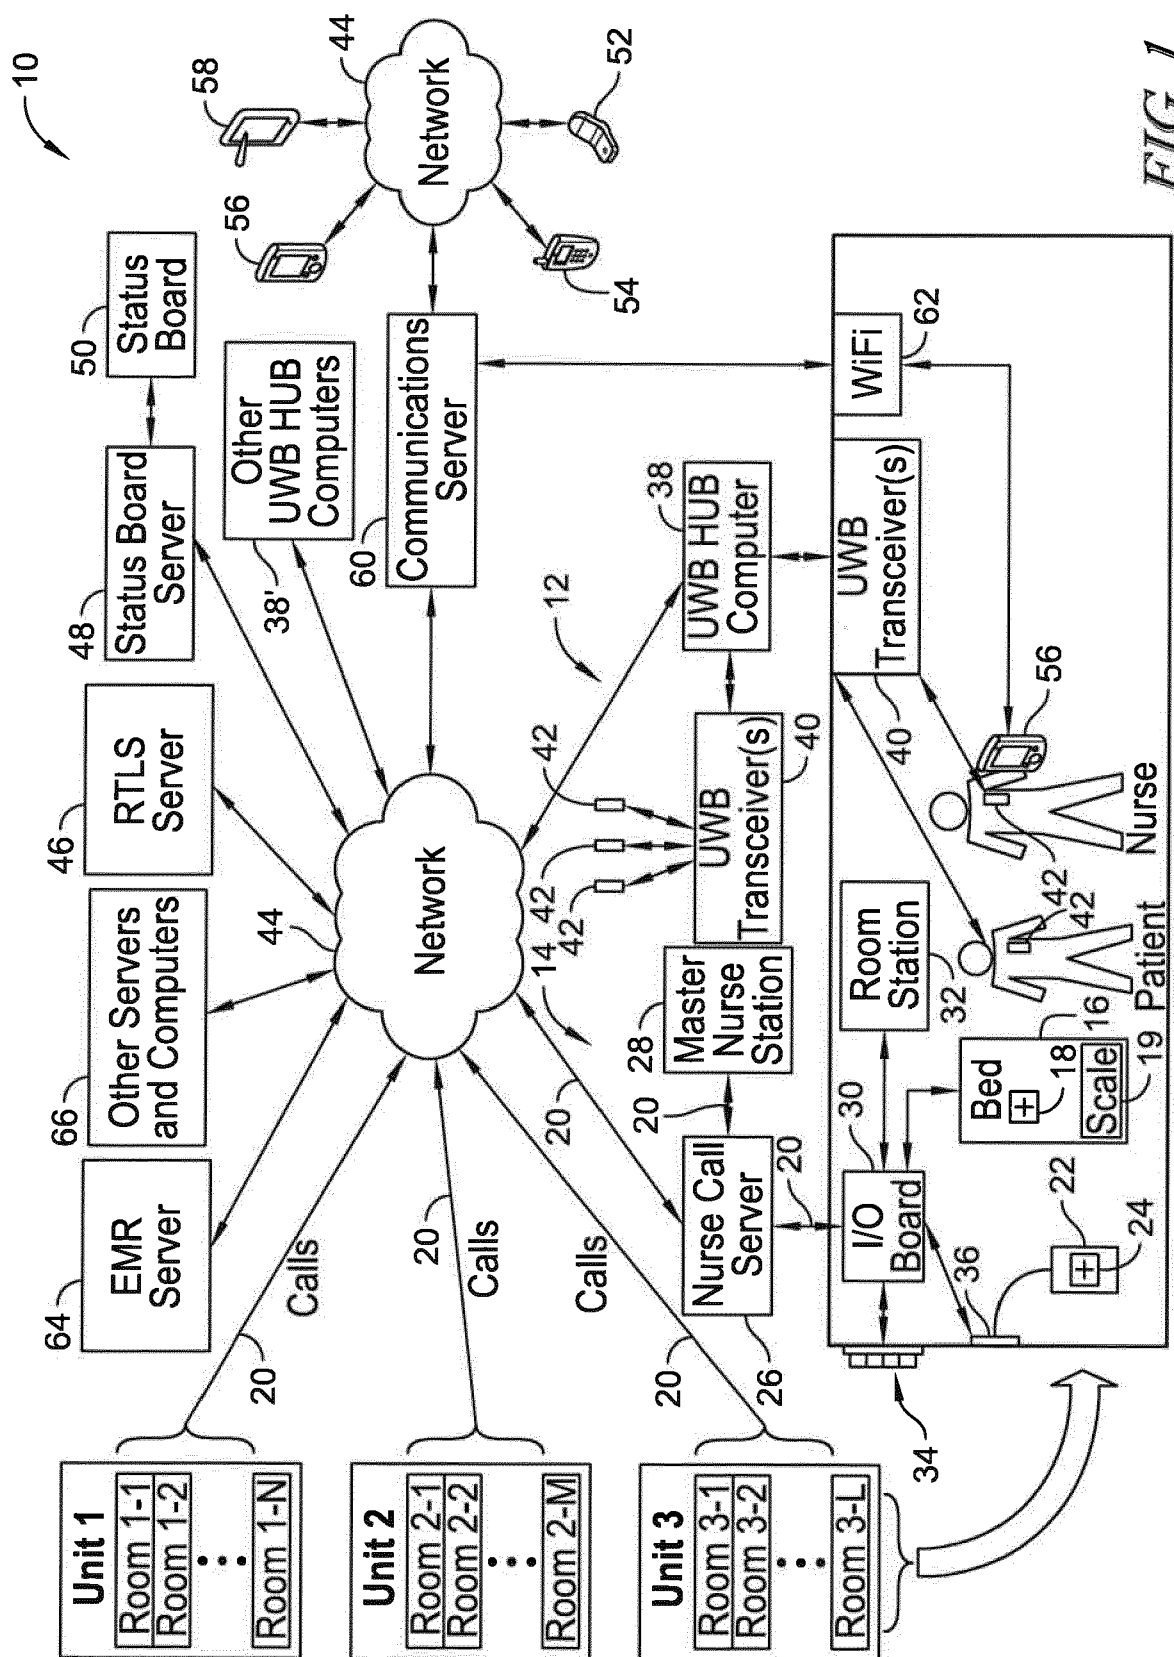 10
Unit 1
Room 1-1
Room 1-2
Room 1-N
Unit 2
Room 2-1
Room 2-2
Room 2-M
Unit 3
Room 3-1
Room 3-2
Room 3-L
20
Calls
20
Calls
20
Calls
64
EMR
Server
66
Other Servers
and Computers
46
RTLS
Server
48
Status Board
Server
50
Status
Board
38'
Other
UWB HUB
Computers
44
Network
60
Communications
Server
56
58
44
Network
54
52
20
14
12
26
Nurse Call
Server
20
28
Master
Nurse
Station
42
42
42
UWB
Transceiver(s)
40
38
UWB HUB
Computer
20
34
30
I/O
Board
36
22
24
Bed
16
18
Scale
19
Room
Station
32
42
42
Patient
UWB
Transceiver(s)
40
56
Nurse
WiFi
62
FIG. 1